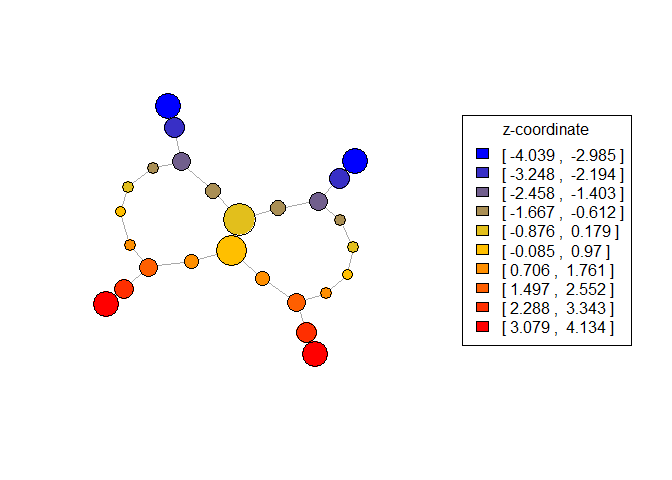 z-coordinate
[ -4.039 , -2.985 ]
[ -3.248 , -2.194 ]
[ -2.458 , -1.403 ]
[ -1.667 , -0.612 ]
[ -0.876 , 0.179 ]
[ -0.085 , 0.97 ]
[ 0.706 , 1.761 ]
[ 1.497 , 2.552 ]
[ 2.288 , 3.343 ]
[ 3.079 , 4.134 ]